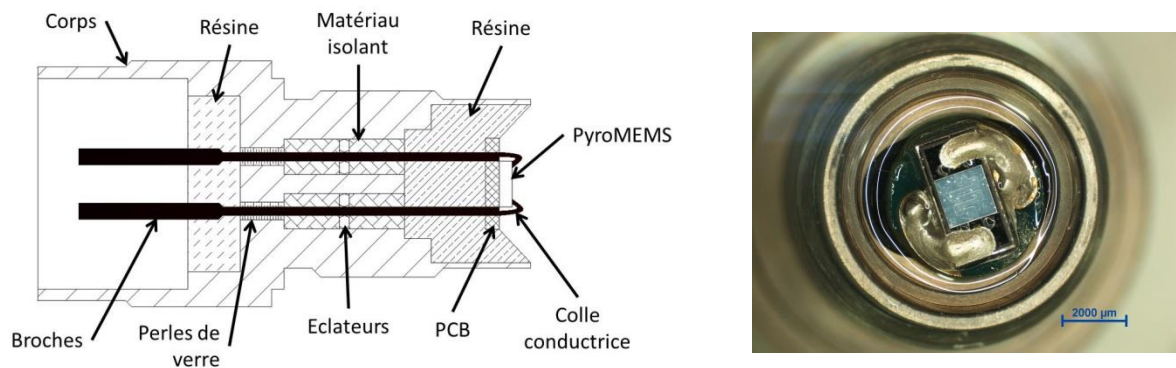 Corps
Résine
Matériau
isolant
Résine
PyroMEMS
Broches
Perles de
verre
Eclateurs
PCB
Colle
conductrice
2000 µm